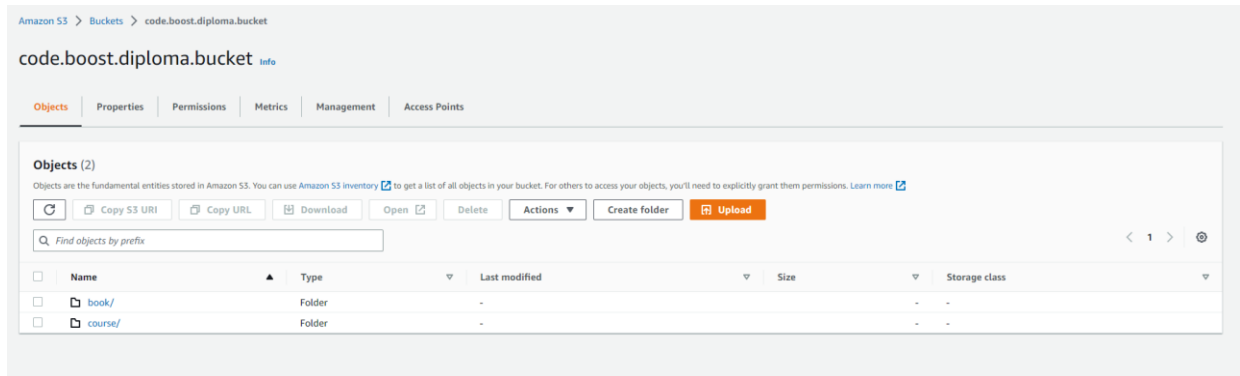 Amazon S3 > Buckets > code.boost.diploma.bucket
code.boost.diploma.bucket Info
Objects Properties Permissions Metrics Management Access Points
Objects (2)
Objects are the fundamental entities stored in Amazon S3. You can use Amazon S3 inventory to get a list of all objects in your bucket. For others to access your objects, you'll need to explicitly grant them permissions. Learn more
Copy S3 URI Copy URL Download Open Delete Actions Create folder Upload
Find objects by prefix
< 1 >
Name Type Last modified Size Storage class
book/ Folder - - -
course/ Folder - - -